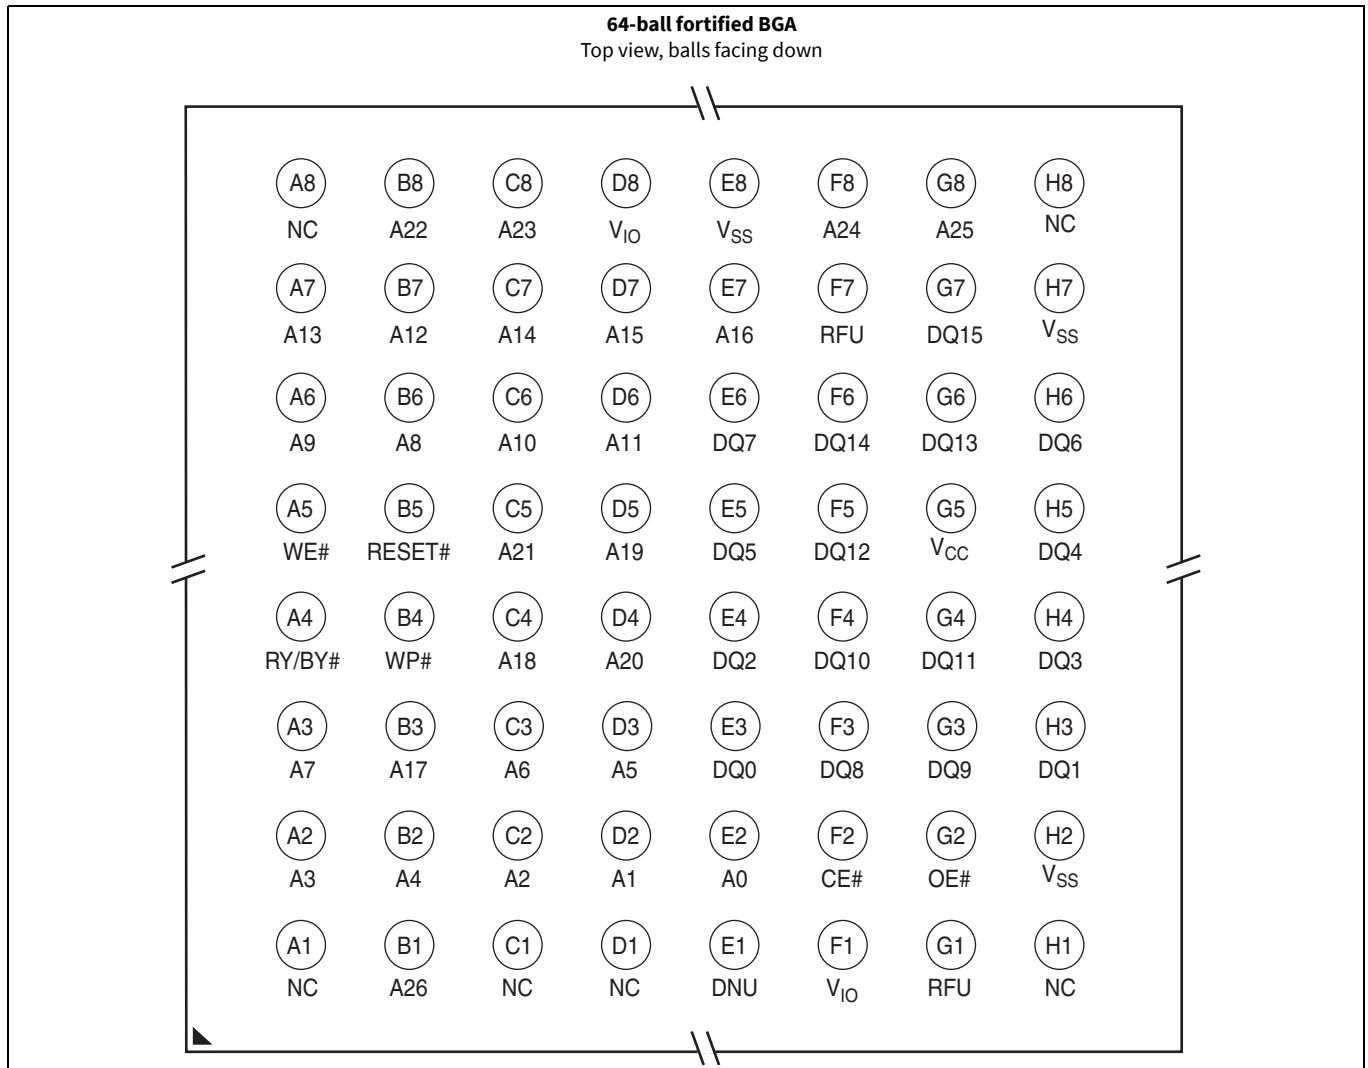 64-ball fortified BGA
Top view, balls facing down
A8 B8 C8 D8 E8 F8 G8 H8
NC A22 A23 VIO VSS A24 A25 NC
A7 B7 C7 D7 E7 F7 G7 H7
A13 A12 A14 A15 A16 RFU DQ15 VSS
A6 B6 C6 D6 E6 F6 G6 H6
A9 A8 A10 A11 DQ7 DQ14 DQ13 DQ6
A5 B5 C5 D5 E5 F5 G5 H5
WE# RESET# A21 A19 DQ5 DQ12 VCC DQ4
A4 B4 C4 D4 E4 F4 G4 H4
RY/BY# WP# A18 A20 DQ2 DQ10 DQ11 DQ3
A3 B3 C3 D3 E3 F3 G3 H3
A7 A17 A6 A5 DQ0 DQ8 DQ9 DQ1
A2 B2 C2 D2 E2 F2 G2 H2
A3 A4 A2 A1 A0 CE# OE# VSS
A1 B1 C1 D1 E1 F1 G1 H1
NC A26 NC NC DNU VIO RFU NC